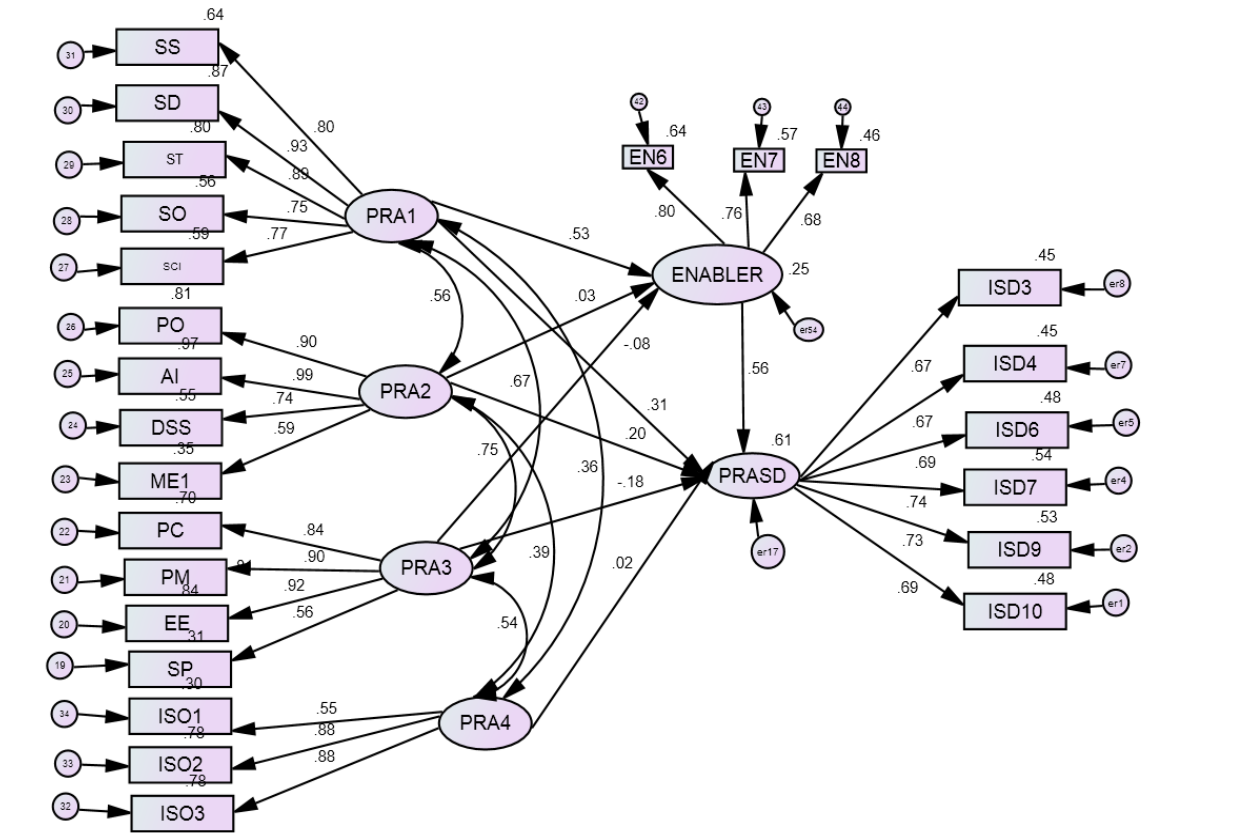 .64
31
SS
.87
30
SD
.80
.80
.93
29
ST
.89
.56
28
SO
.75
.59
27
SCI
.77
.81
PRA1
26
PO
.97
.90
25
AI
.55
.99
24
DSS
.74
.35
23
ME1
.59
.70
PRA2
22
PC
.84
21
PM
.90
.84
20
EE
.92
.31
19
SP
.56
.30
PRA3
34
ISO1
.55
.78
33
ISO2
.88
.78
32
ISO3
.88
PRA4
.56
.67
.75
.36
.39
.54
.53
.03
-.08
.31
.20
-.18
.02
42
43
44
.64
.57
.46
EN6
EN7
EN8
.80
.76
.68
ENABLER
.25
er54
.56
.61
PRASD
er17
.45
ISD3
er8
.67
.45
ISD4
er7
.67
.48
ISD6
er5
.69
.54
ISD7
er4
.74
.53
ISD9
er2
.73
.48
ISD10
er1
.69